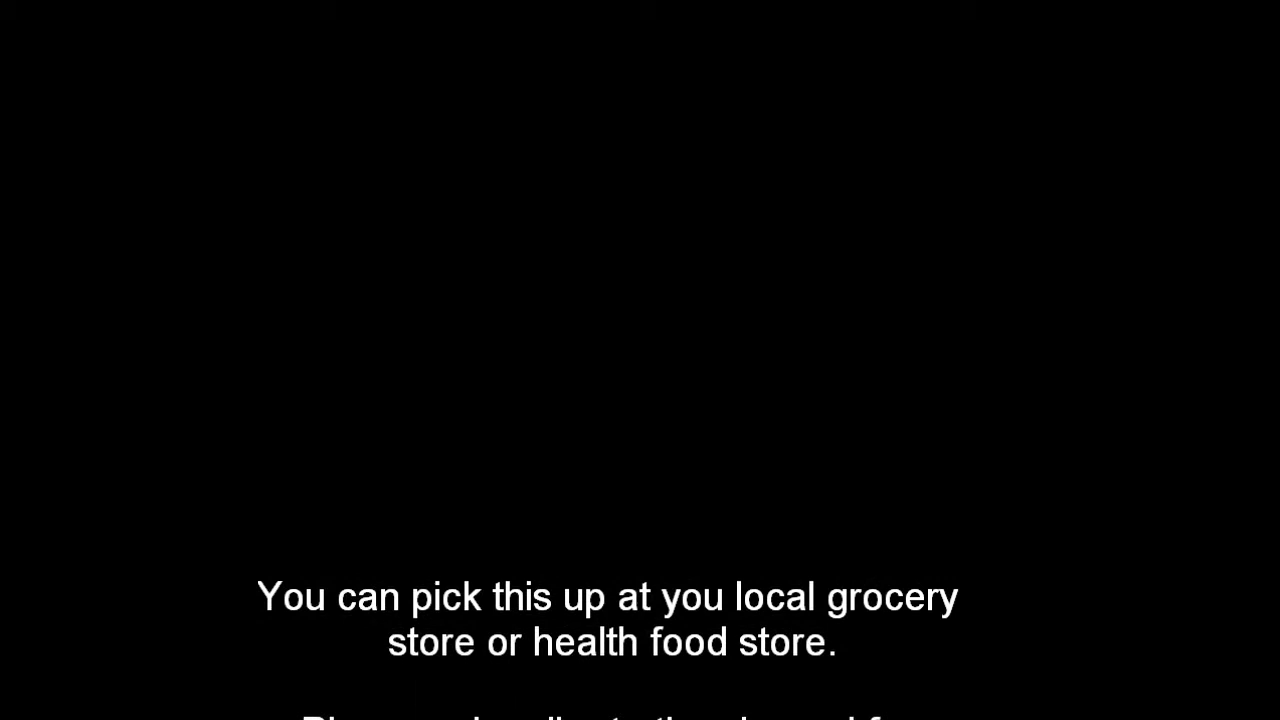 You can pick this up at you local grocery
store or health food store.